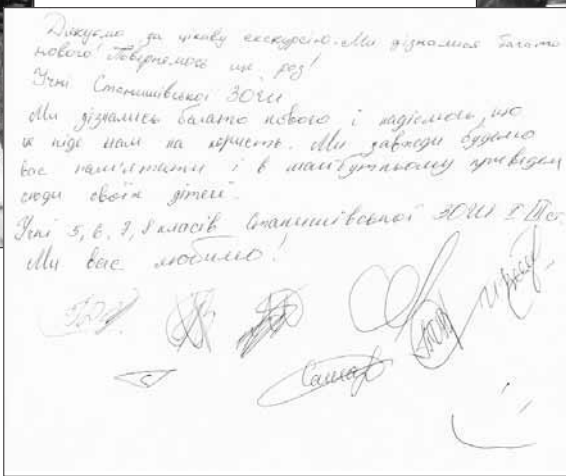 Дякуємо за цікаву екскурсію. Ми дізналися багато
нового! Повернемось ще раз!
Учні Станишівської ЗОШ
Ми дізнались багато нового і надіємось, що
це піде нам на користь. Ми завжди будемо
вас пам'ятати і в майбутньому приведем
сюди своїх дітей.
Учні 5, 6, 7, 8 класів Станишівської ЗОШ І-ІІІ ст.
Ми вас любимо!